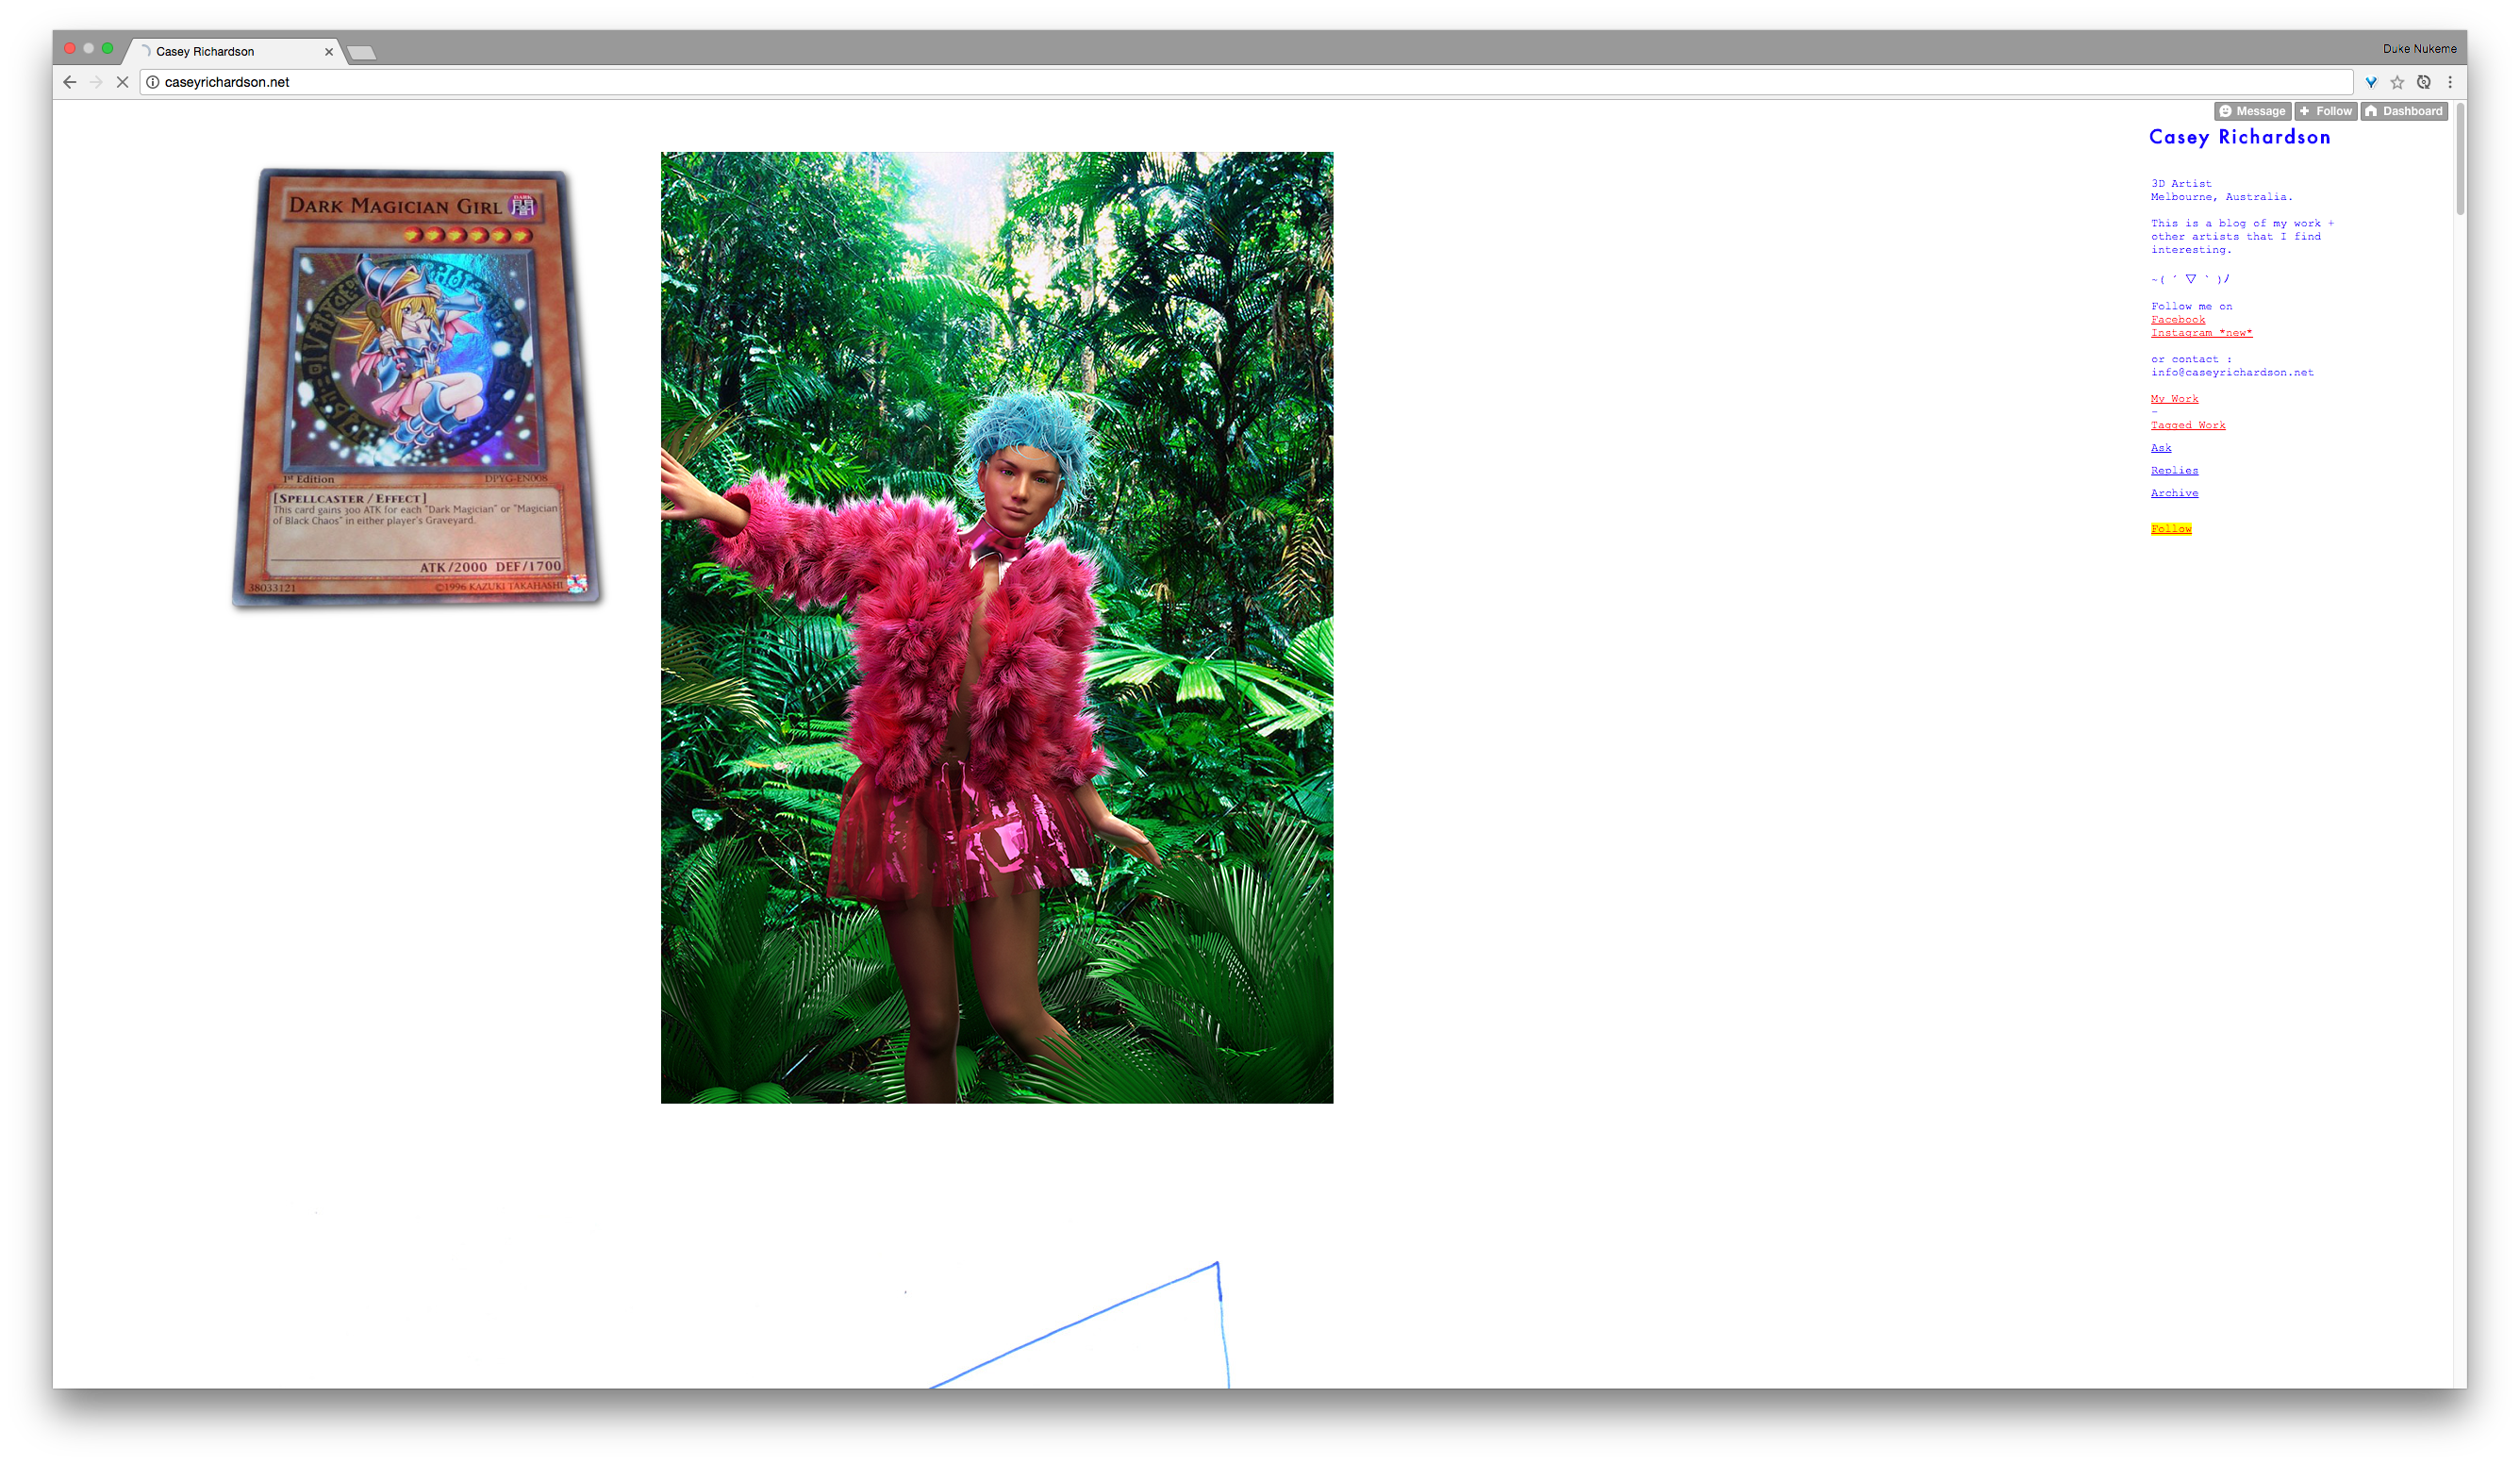 Casey Richardson
Duke Nukeme
caseyrichardson.net
Message
Follow
Dashboard
Casey Richardson
3D Artist
Melbourne, Australia.
This is a blog of my work +
other artists that I find
interesting.
~( ´ ▽ ` )ﾉ
Follow me on
Facebook
Instagram *new*
or contact :
info@caseyrichardson.net
My Work
~
Tagged Work
Ask
Replies
Archive
Follow
DARK MAGICIAN GIRL
DARK
闇
1st Edition
DPYG-EN008
[SPELLCASTER/EFFECT]
This card gains 300 ATK for each "Dark Magician" or "Magician
of Black Chaos" in either player's Graveyard.
ATK/2000 DEF/1700
38033121
©1996 KAZUKI TAKAHASHI